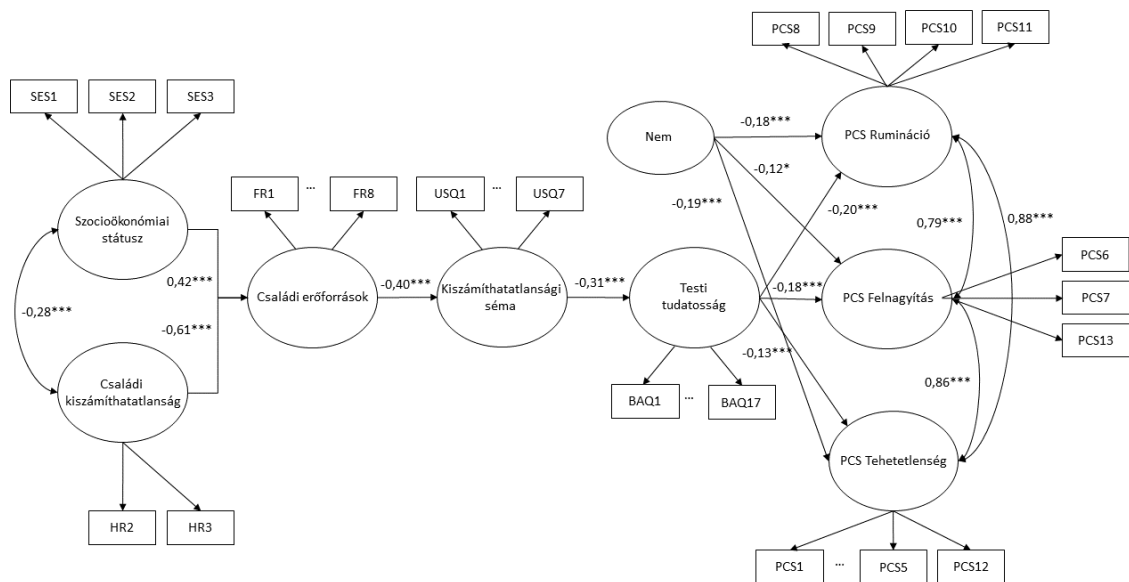 PCS8
PCS9
PCS10
PCS11
SES1
SES2
SES3
Nem
-0,18***
PCS Rumináció
-0,12*
FR1
...
FR8
USQ1
...
USQ7
-0,19***
-0,20***
0,79***
0,88***
Szocioökonómiai
státusz
0,42***
PCS6
-0,28***
Családi erőforrások
-0,40***
Kiszámíthatatlansági
séma
-0,31***
Testi
tudatosság
-0,18***
PCS Felnagyítás
PCS7
-0,61***
PCS13
-0,13***
Családi
kiszámíthatatlanság
0,86***
BAQ1
...
BAQ17
PCS Tehetetlenség
HR2
HR3
PCS1
...
PCS5
PCS12